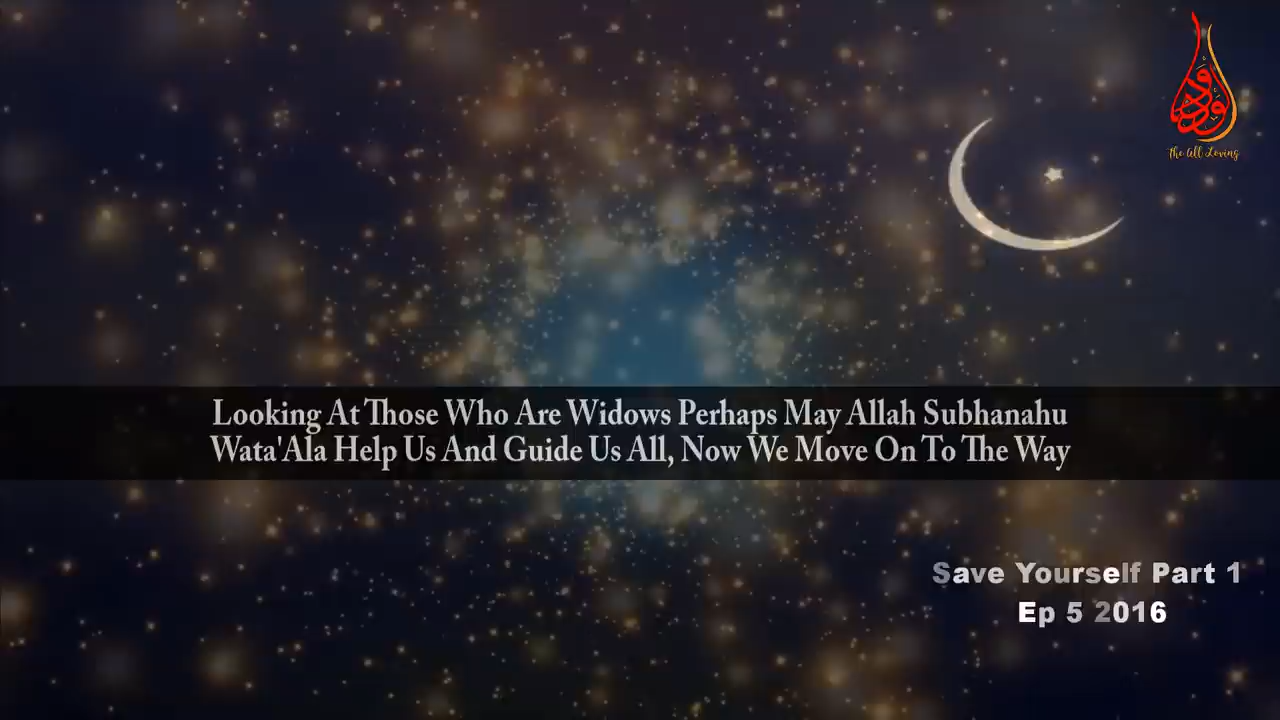 The All Loving
Looking At Those Who Are Widows Perhaps May Allah Subhanahu
Wata'Ala Help Us And Guide Us All, Now We Move On To The Way
Save Yourself Part 1
Ep 5 2016